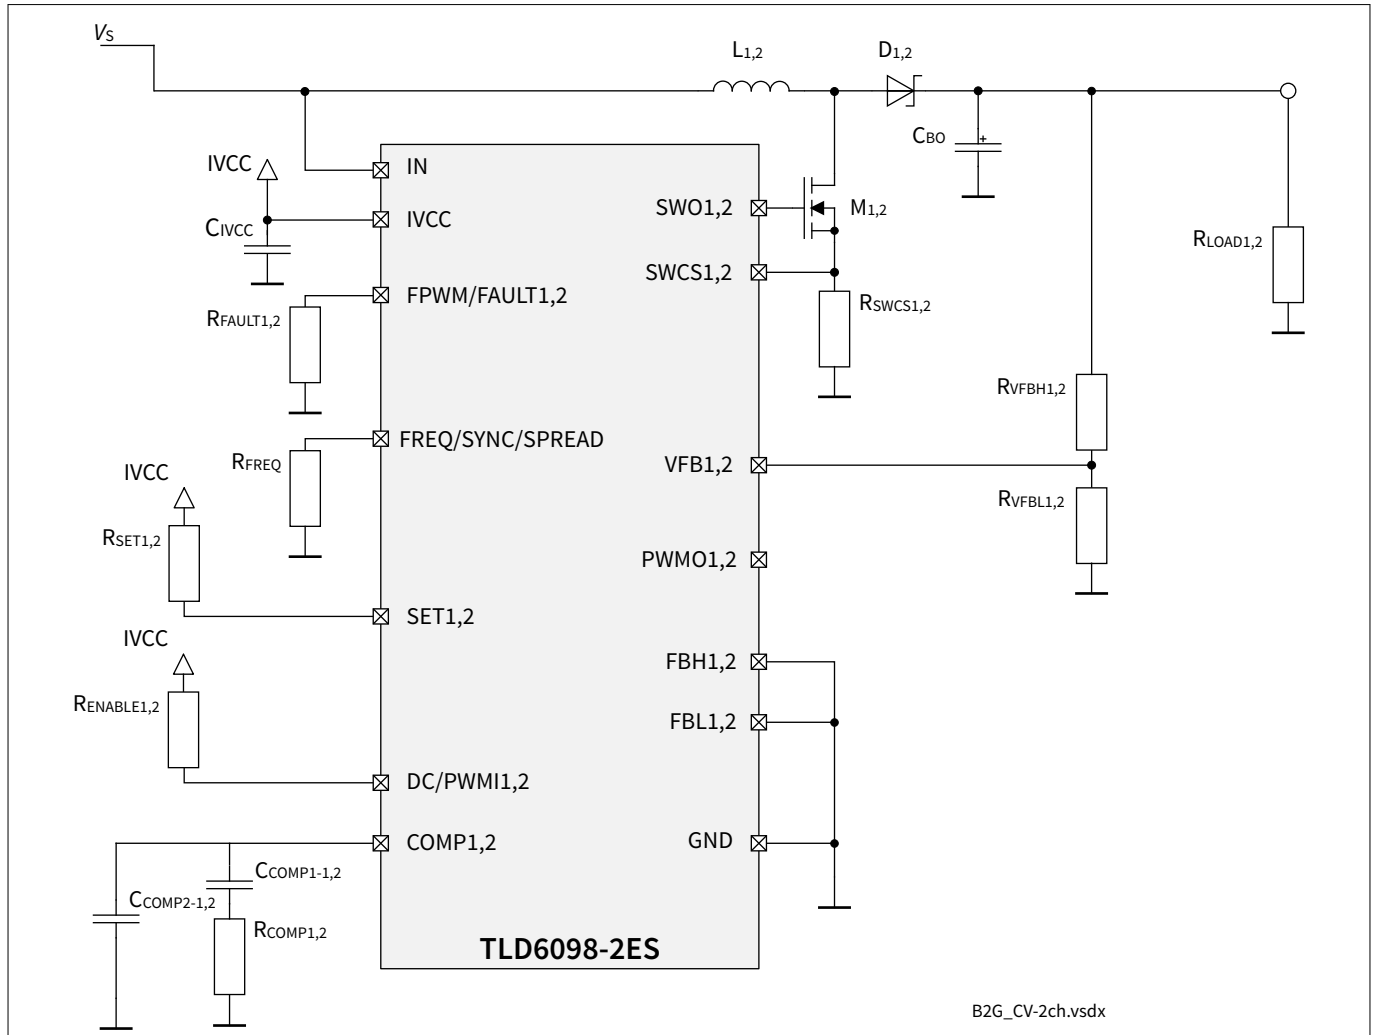 VS
L1,2
D1,2
CBO
IVCC
IN
CIVCC
IVCC
SWO1,2
M1,2
SWCS1,2
RLOAD1,2
FPWM/FAULT1,2
RFAULT1,2
RSWCS1,2
RVFBH1,2
FREQ/SYNC/SPREAD
RFREQ
VFB1,2
IVCC
RVFBL1,2
RSET1,2
PWMO1,2
SET1,2
IVCC
FBH1,2
RENABLE1,2
FBL1,2
DC/PWMI1,2
COMP1,2
GND
CCOMP1-1,2
CCOMP2-1,2
RCOMP1,2
TLD6098-2ES
B2G_CV-2ch.vsdx